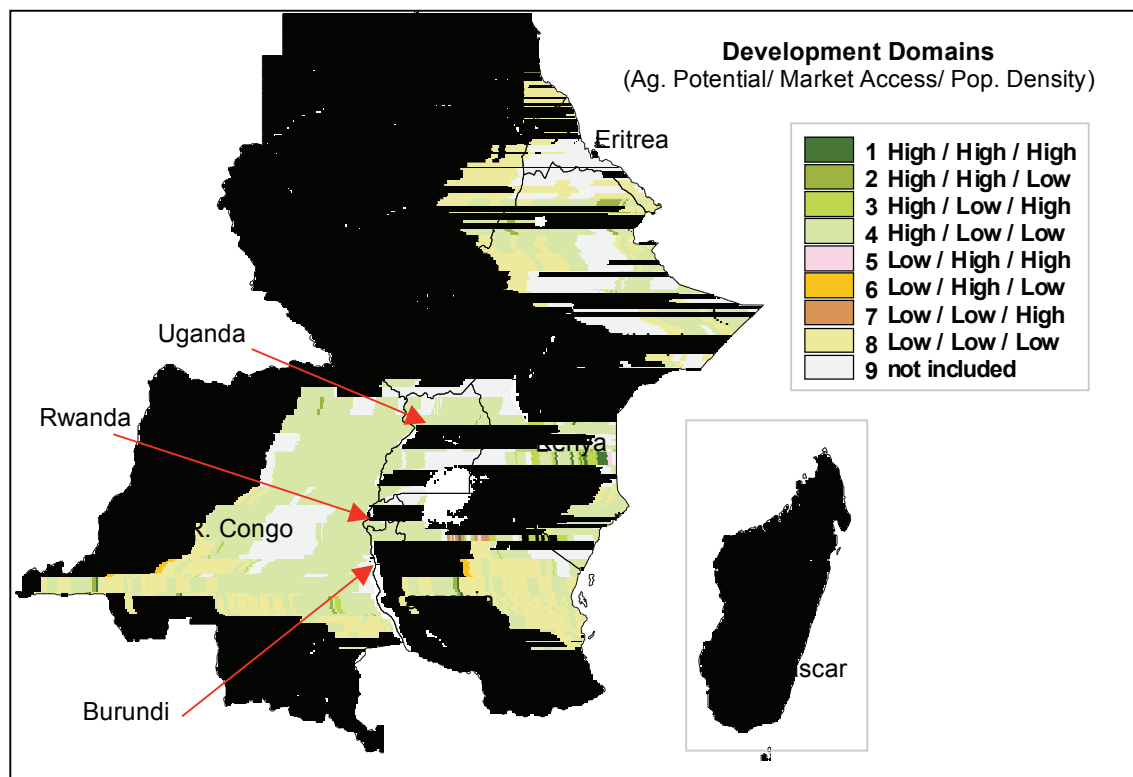 Development Domains
(Ag. Potential/ Market Access/ Pop. Density)
Eritrea
1 High / High / High
2 High / High / Low
3 High / Low / High
4 High / Low / Low
5 Low / High / High
6 Low / High / Low
7 Low / Low / High
8 Low / Low / Low
9 not included
Uganda
Rwanda
Kenya
R. Congo
scar
Burundi